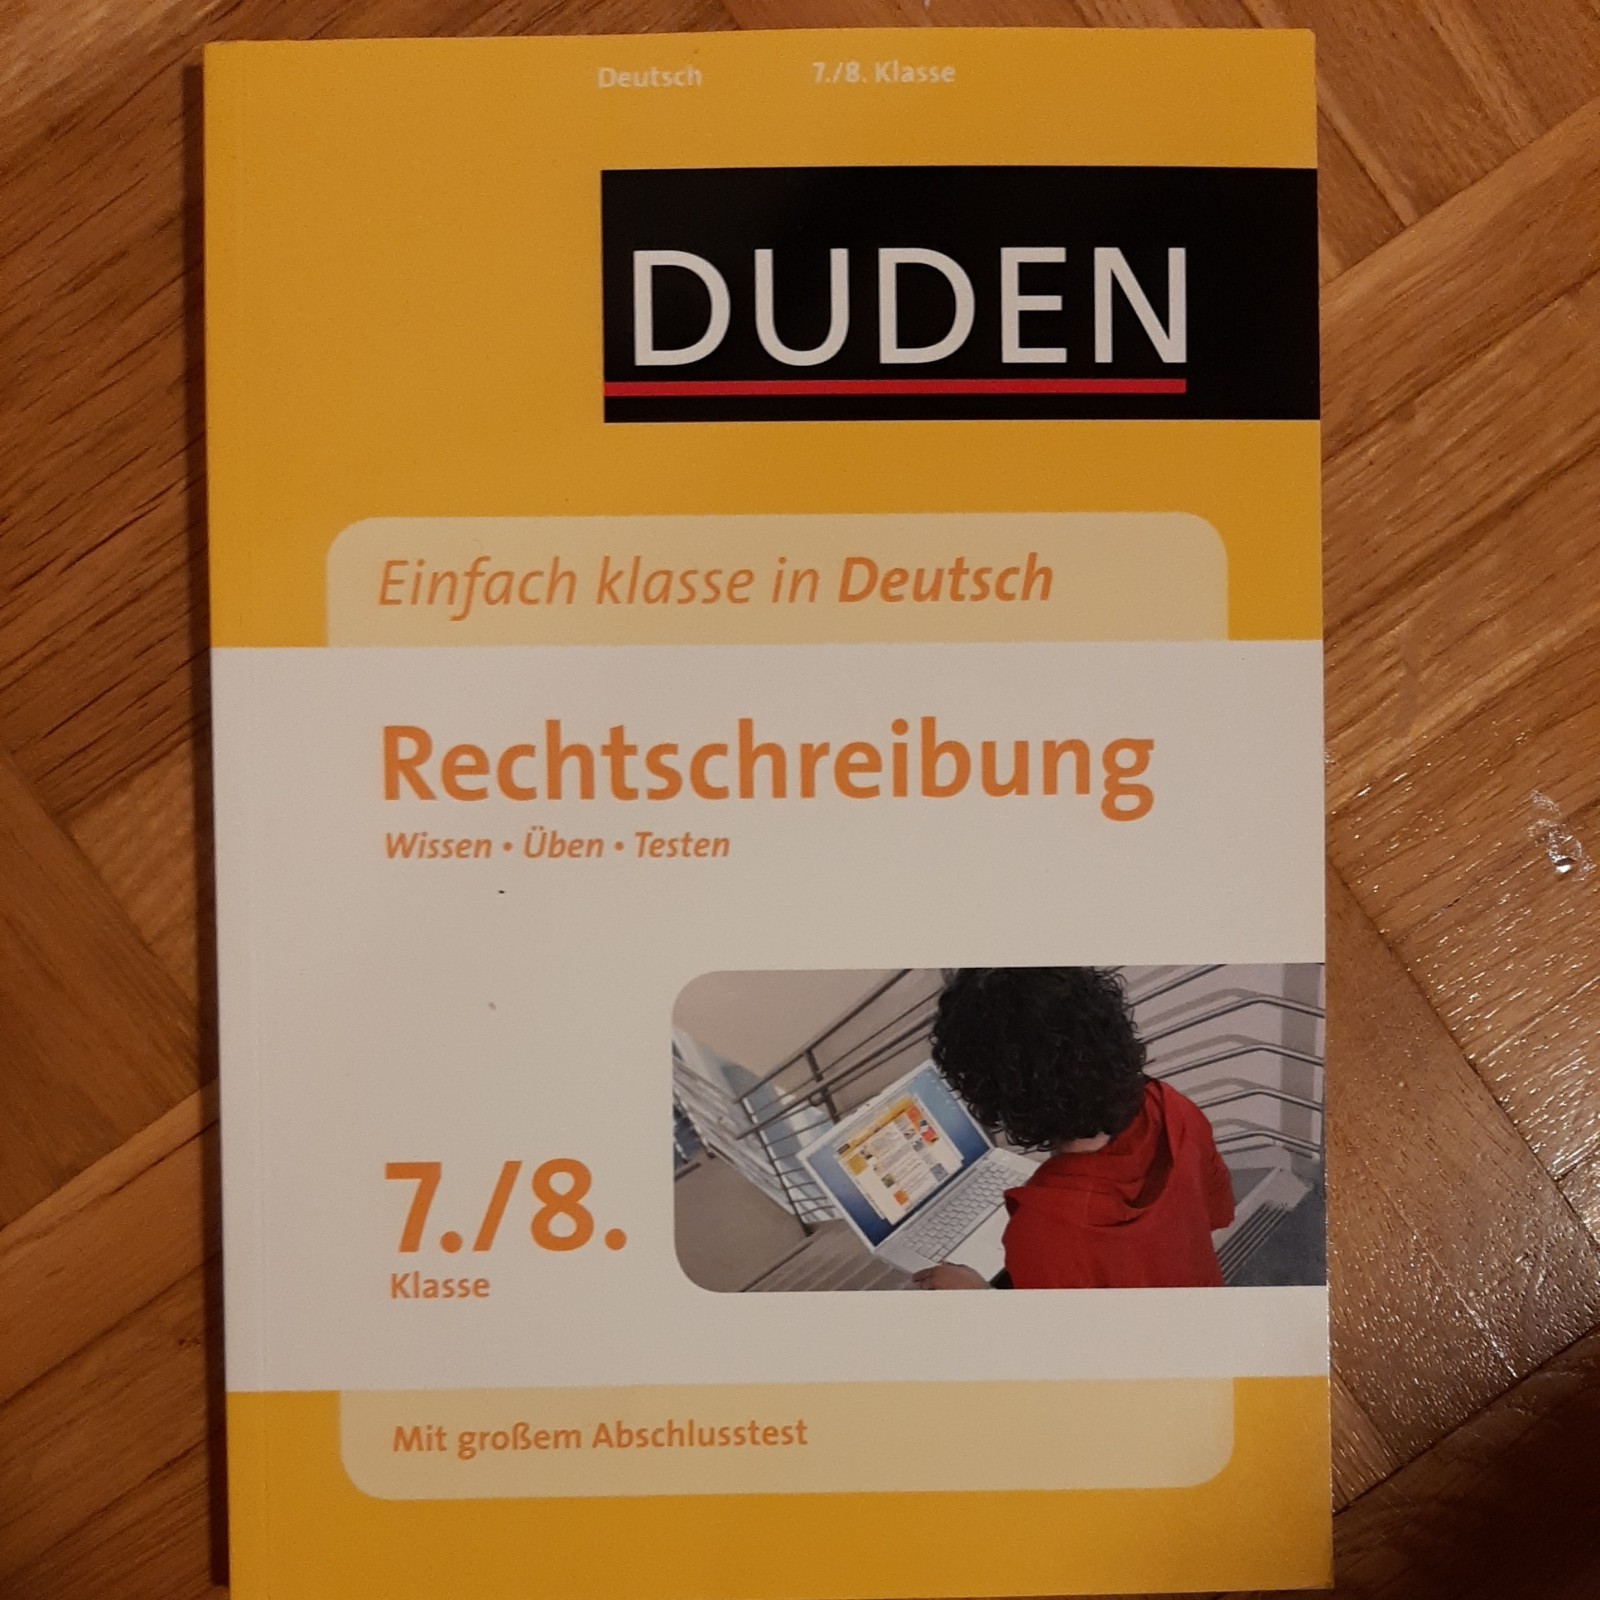 Deutsch 7./8. Klasse
DUDEN
Einfach klasse in Deutsch
Rechtschreibung
Wissen • Üben • Testen
7./8.
Klasse
Mit großem Abschlusstest